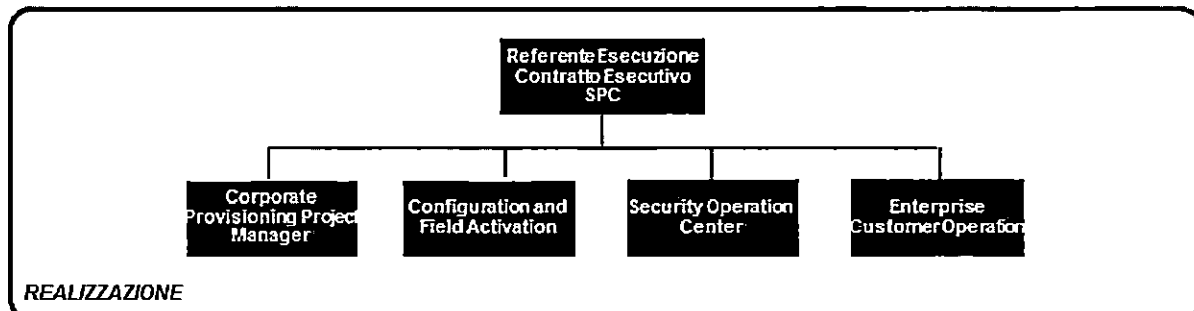 Referente Esecuzione
Contratto Esecutivo
SPC
Corporate
Provisioning Project
Manager
Configuration and
Field Activation
Security Operation
Center
Enterprise
Customer Operation
REALIZZAZIONE